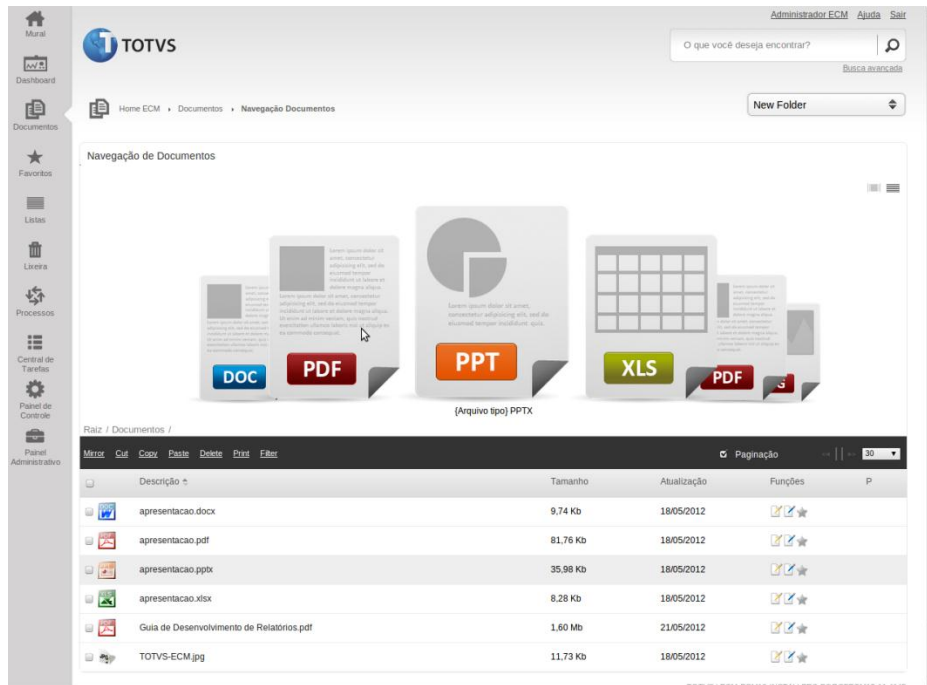 Administrador ECM Ajuda Sair
Mural
TOTVS
O que você deseja encontrar?
Busca avançada
Dashboard
Home ECM Documentos Navegação Documentos
New Folder
Documentos
Navegação de Documentos
Favoritos
Listas
Lixeira
Processos
Central de
Tarefas
Painel de
Controle
Painel
Administrativo
DOC
PDF
PPT
XLS
PDF
{Arquivo tipo} PPTX
Raiz / Documentos /
Mirror Cut Copy Paste Delete Print Filter Paginação 30
Descrição Tamanho Atualização Funções P
apresentacao.docx 9,74 Kb 18/05/2012
apresentacao.pdf 81,76 Kb 18/05/2012
apresentacao.pptx 35,98 Kb 18/05/2012
apresentacao.xlsx 8,28 Kb 18/05/2012
Guia de Desenvolvimento de Relatórios.pdf 1,60 Mb 21/05/2012
TOTVS-ECM.jpg 11,73 Kb 18/05/2012